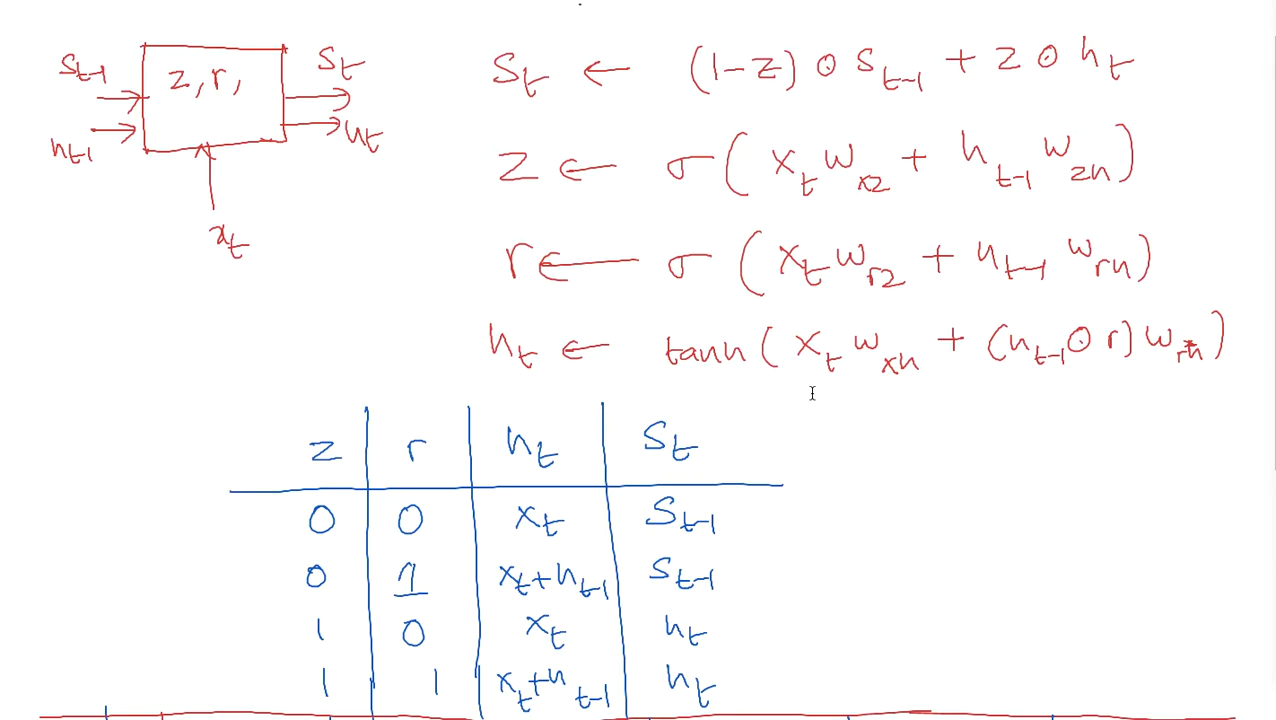 S_{t-1}
h_{t-1}
z, r,
S_t
h_t
x_t
S_t ← (1-z) ⊙ S_{t-1} + z ⊙ h_t
z ← σ(x_t w_{xz} + h_{t-1} w_{zh})
r ← σ(x_t w_{rz} + h_{t-1} w_{rh})
h_t ← tanh(x_t w_{xh} + (h_{t-1} ⊙ r) w_{rh})
z r h_t S_t
0 0 x_t S_{t-1}
0 1 x_t+h_{t-1} S_{t-1}
1 0 x_t h_t
1 1 x_t+h_{t-1} h_t